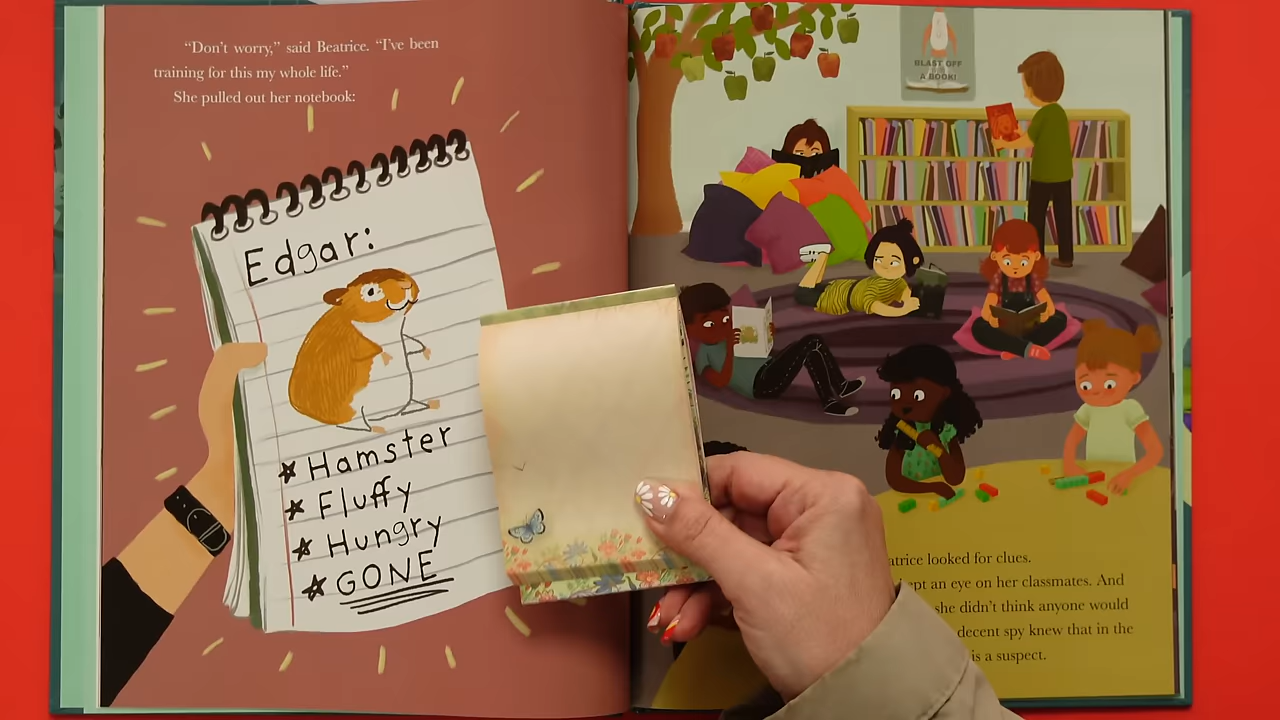 “Don’t worry,” said Beatrice. “I’ve been
training for this my whole life.”
She pulled out her notebook:
Edgar:
★ Hamster
★ Fluffy
★ Hungry
★ GONE
BLAST OFF
A BOOK!
looked for clues.
an eye on her classmates. And
she didn’t think anyone would
decent spy knew that in the
is a suspect.